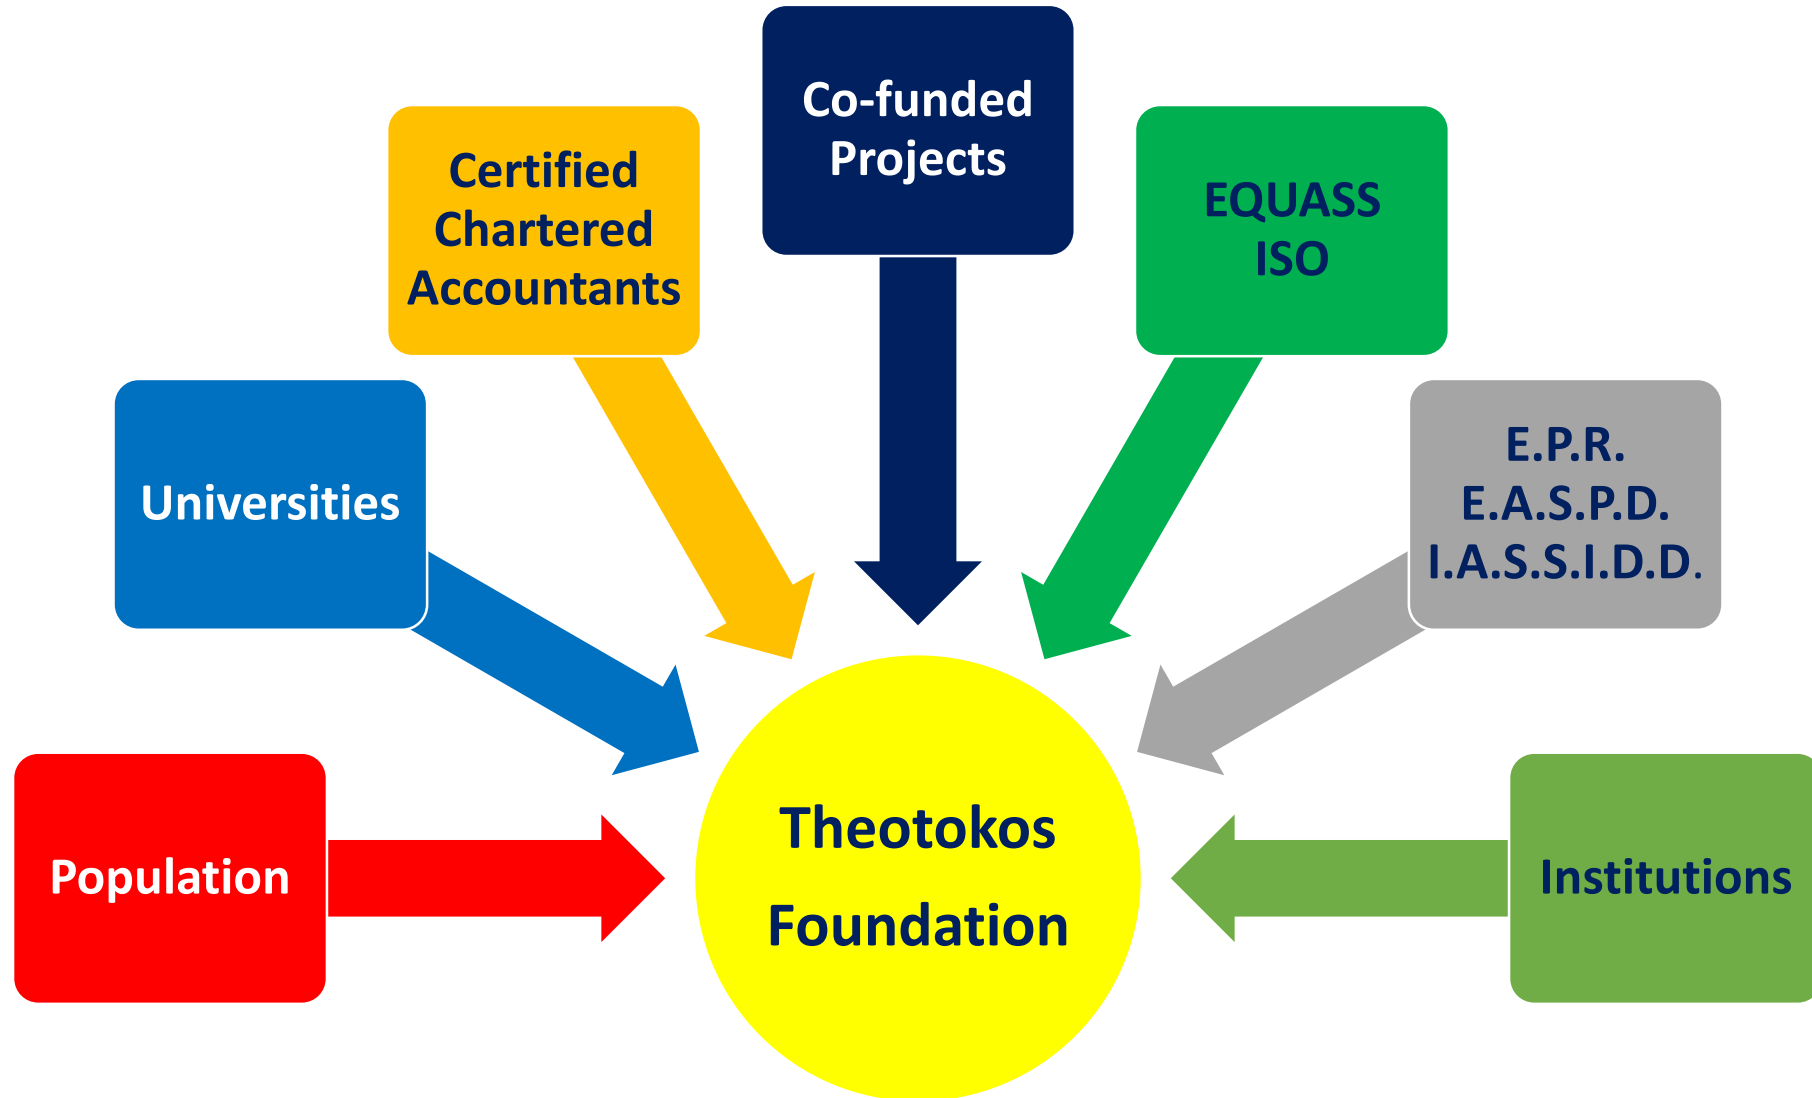 Co-funded
Projects
Certified
Chartered
Accountants
EQUASS
ISO
Universities
E.P.R.
E.A.S.P.D.
I.A.S.S.I.D.D.
Population
Theotokos
Foundation
Institutions